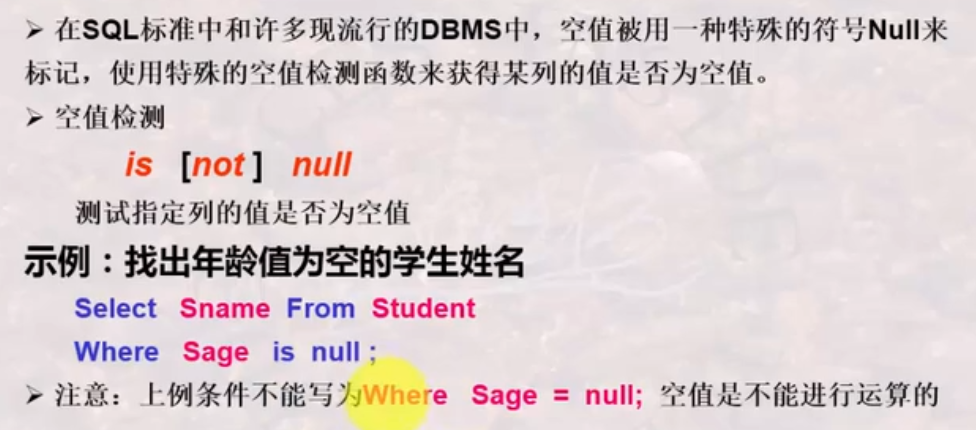 ➢ 在SQL标准中和许多现流行的DBMS中，空值被用一种特殊的符号Null来
标记，使用特殊的空值检测函数来获得某列的值是否为空值。
➢ 空值检测
is [not ] null
测试指定列的值是否为空值
示例：找出年龄值为空的学生姓名
Select Sname From Student
Where Sage is null ;
➢ 注意：上例条件不能写为Where Sage = null; 空值是不能进行运算的